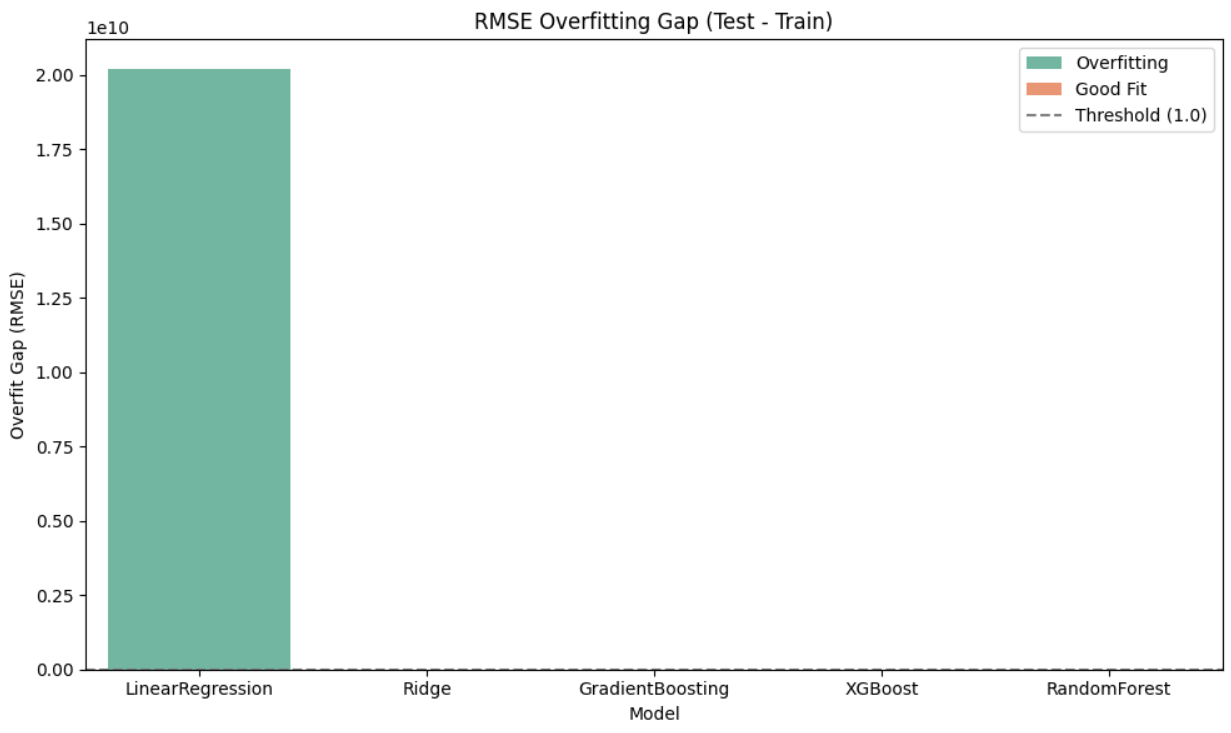 RMSE Overfitting Gap (Test - Train)
1e10
Overfitting
Good Fit
Threshold (1.0)
2.00
1.75
1.50
1.25
1.00
0.75
0.50
0.25
0.00
Overfit Gap (RMSE)
LinearRegression Ridge GradientBoosting XGBoost RandomForest
Model